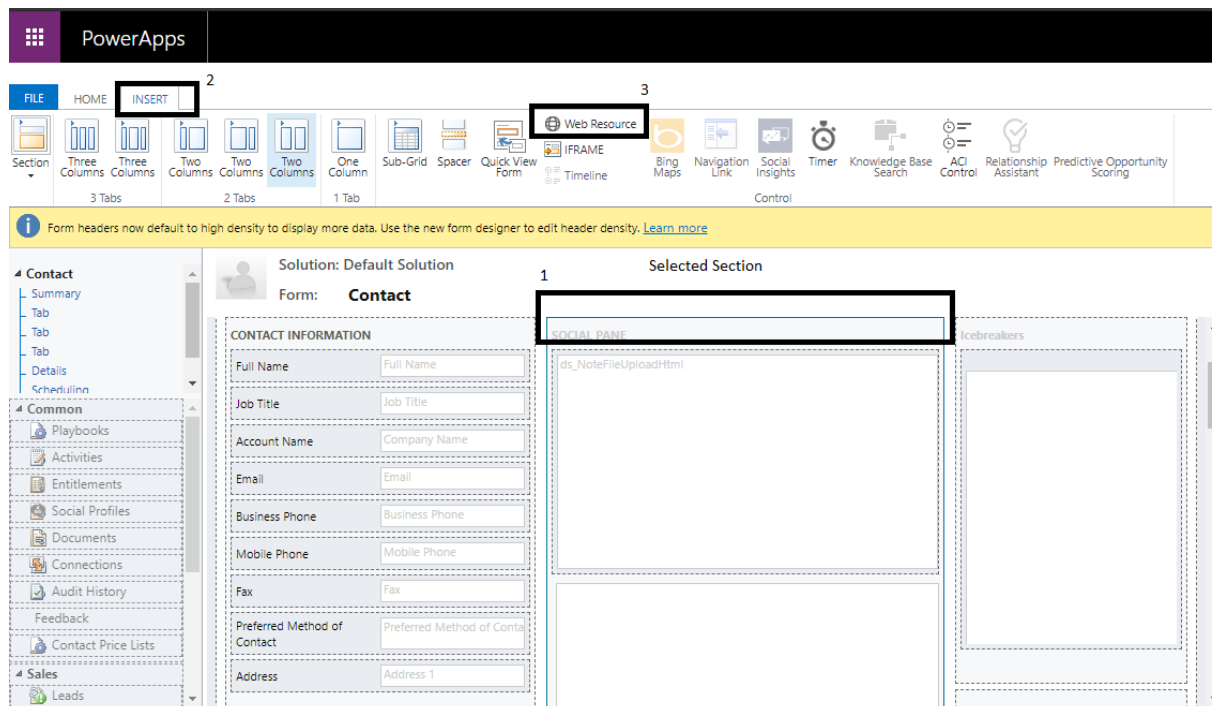 PowerApps
2
FILE HOME INSERT
3
Section
Three Columns
Three Columns
3 Tabs
Two Columns
Two Columns
Two Columns
2 Tabs
One Column
1 Tab
Sub-Grid
Spacer
Quick View Form
Web Resource
IFRAME
Timeline
Bing Maps
Navigation Link
Social Insights
Timer
Knowledge Base Search
ACI Control
Relationship Assistant
Predictive Opportunity Scoring
Control
Form headers now default to high density to display more data. Use the new form designer to edit header density. Learn more
Contact
Summary
Tab
Tab
Tab
Details
Scheduling
Common
Playbooks
Activities
Entitlements
Social Profiles
Documents
Connections
Audit History
Feedback
Contact Price Lists
Sales
Leads
Solution: Default Solution
Form: Contact
1
Selected Section
CONTACT INFORMATION
Full Name Full Name
Job Title Job Title
Account Name Company Name
Email Email
Business Phone Business Phone
Mobile Phone Mobile Phone
Fax Fax
Preferred Method of Contact Preferred Method of Conta
Address Address 1
SOCIAL PANE
ds_NoteFileUploadHtml
Icebreakers